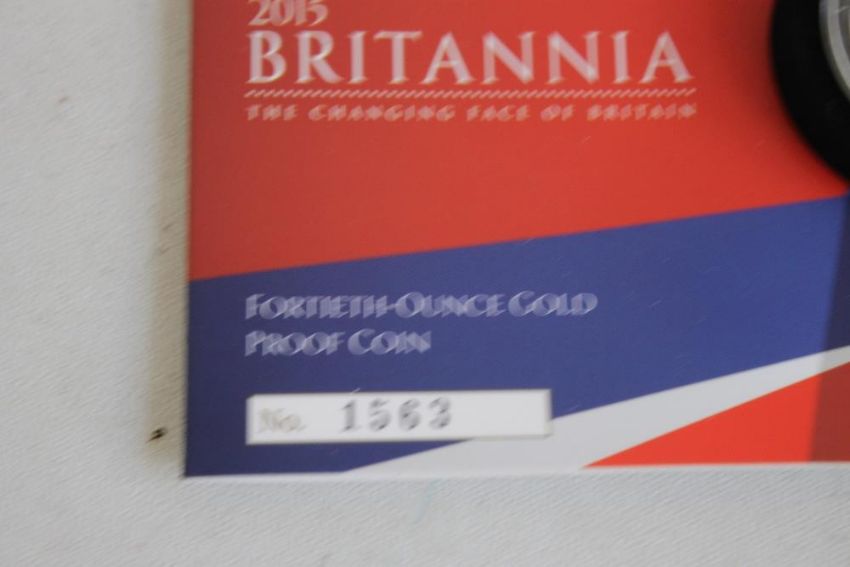 2015
BRITANNIA
THE CHANGING FACE OF BRITAIN
FORTIETH-OUNCE GOLD
PROOF COIN
No. 1563